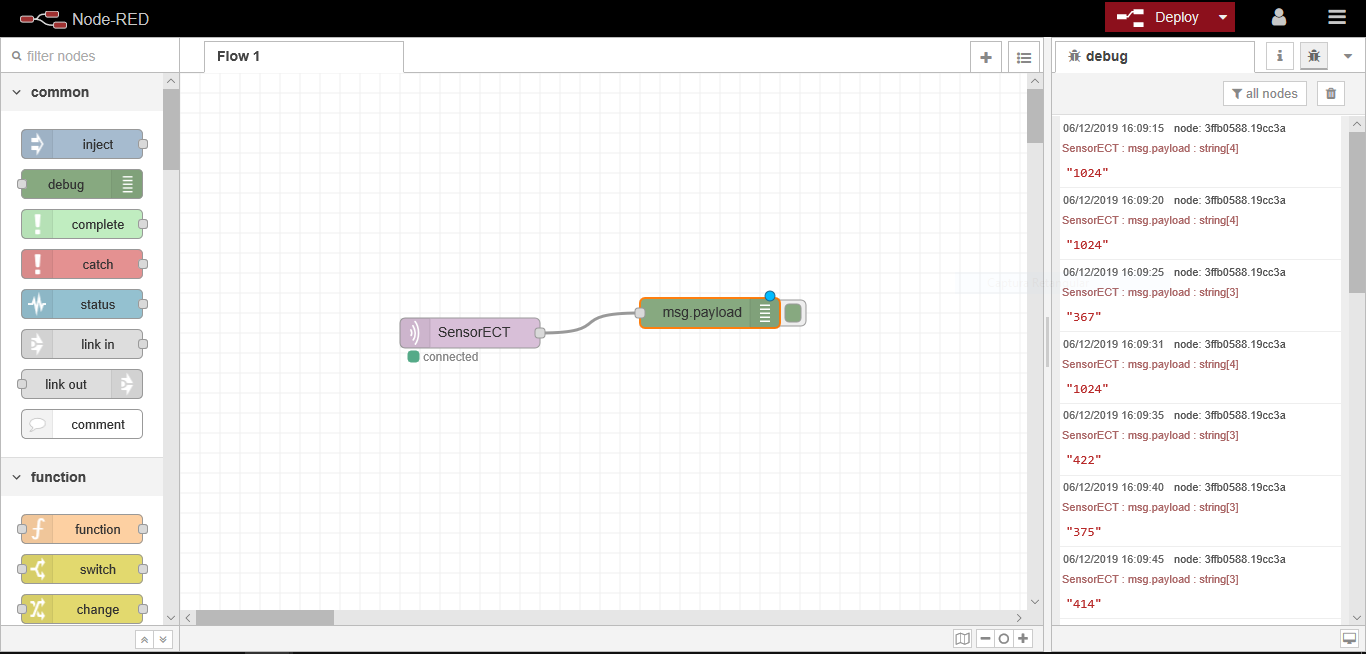 Node-RED
Deploy
filter nodes
Flow 1
debug
i
all nodes
common
inject
debug
complete
catch
status
link in
link out
comment
function
function
switch
change
SensorECT
connected
msg.payload
06/12/2019 16:09:15 node: 3ffb0588.19cc3a
SensorECT : msg.payload : string[4]
"1024"
06/12/2019 16:09:20 node: 3ffb0588.19cc3a
SensorECT : msg.payload : string[4]
"1024"
06/12/2019 16:09:25 node: 3ffb0588.19cc3a
SensorECT : msg.payload : string[3]
"367"
06/12/2019 16:09:31 node: 3ffb0588.19cc3a
SensorECT : msg.payload : string[4]
"1024"
06/12/2019 16:09:35 node: 3ffb0588.19cc3a
SensorECT : msg.payload : string[3]
"422"
06/12/2019 16:09:40 node: 3ffb0588.19cc3a
SensorECT : msg.payload : string[3]
"375"
06/12/2019 16:09:45 node: 3ffb0588.19cc3a
SensorECT : msg.payload : string[3]
"414"